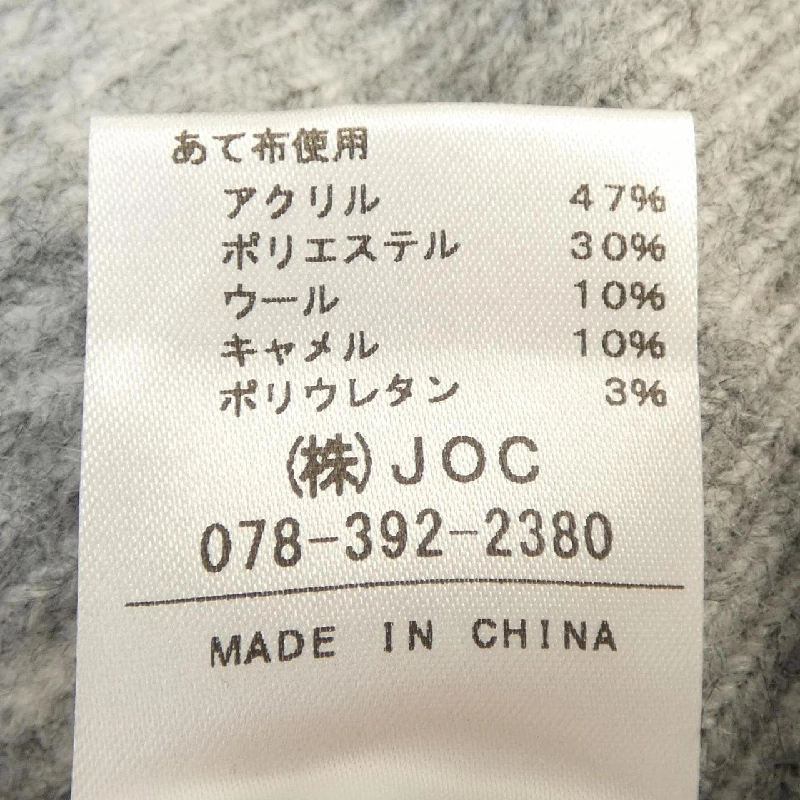 あて布使用
アクリル 47%
ポリエステル 30%
ウール 10%
キャメル 10%
ポリウレタン 3%
(株)JOC
078-392-2380
MADE IN CHINA